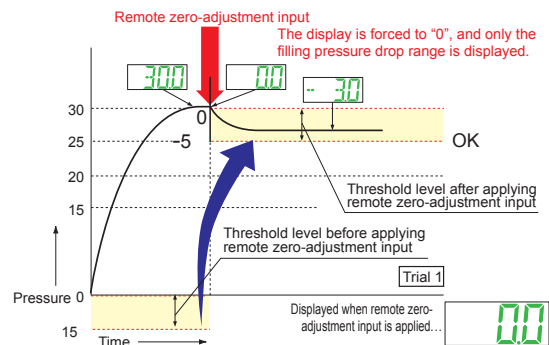 Remote zero-adjustment input
The display is forced to “0”, and only the
filling pressure drop range is displayed.
30.0
0.0
- 3.0
30
0
-5
25
OK
20
15
Threshold level after applying
remote zero-adjustment input
Threshold level before applying
remote zero-adjustment input
Trial 1
Pressure 0
Displayed when remote zero-
adjustment input is applied…
0.0
15
Time